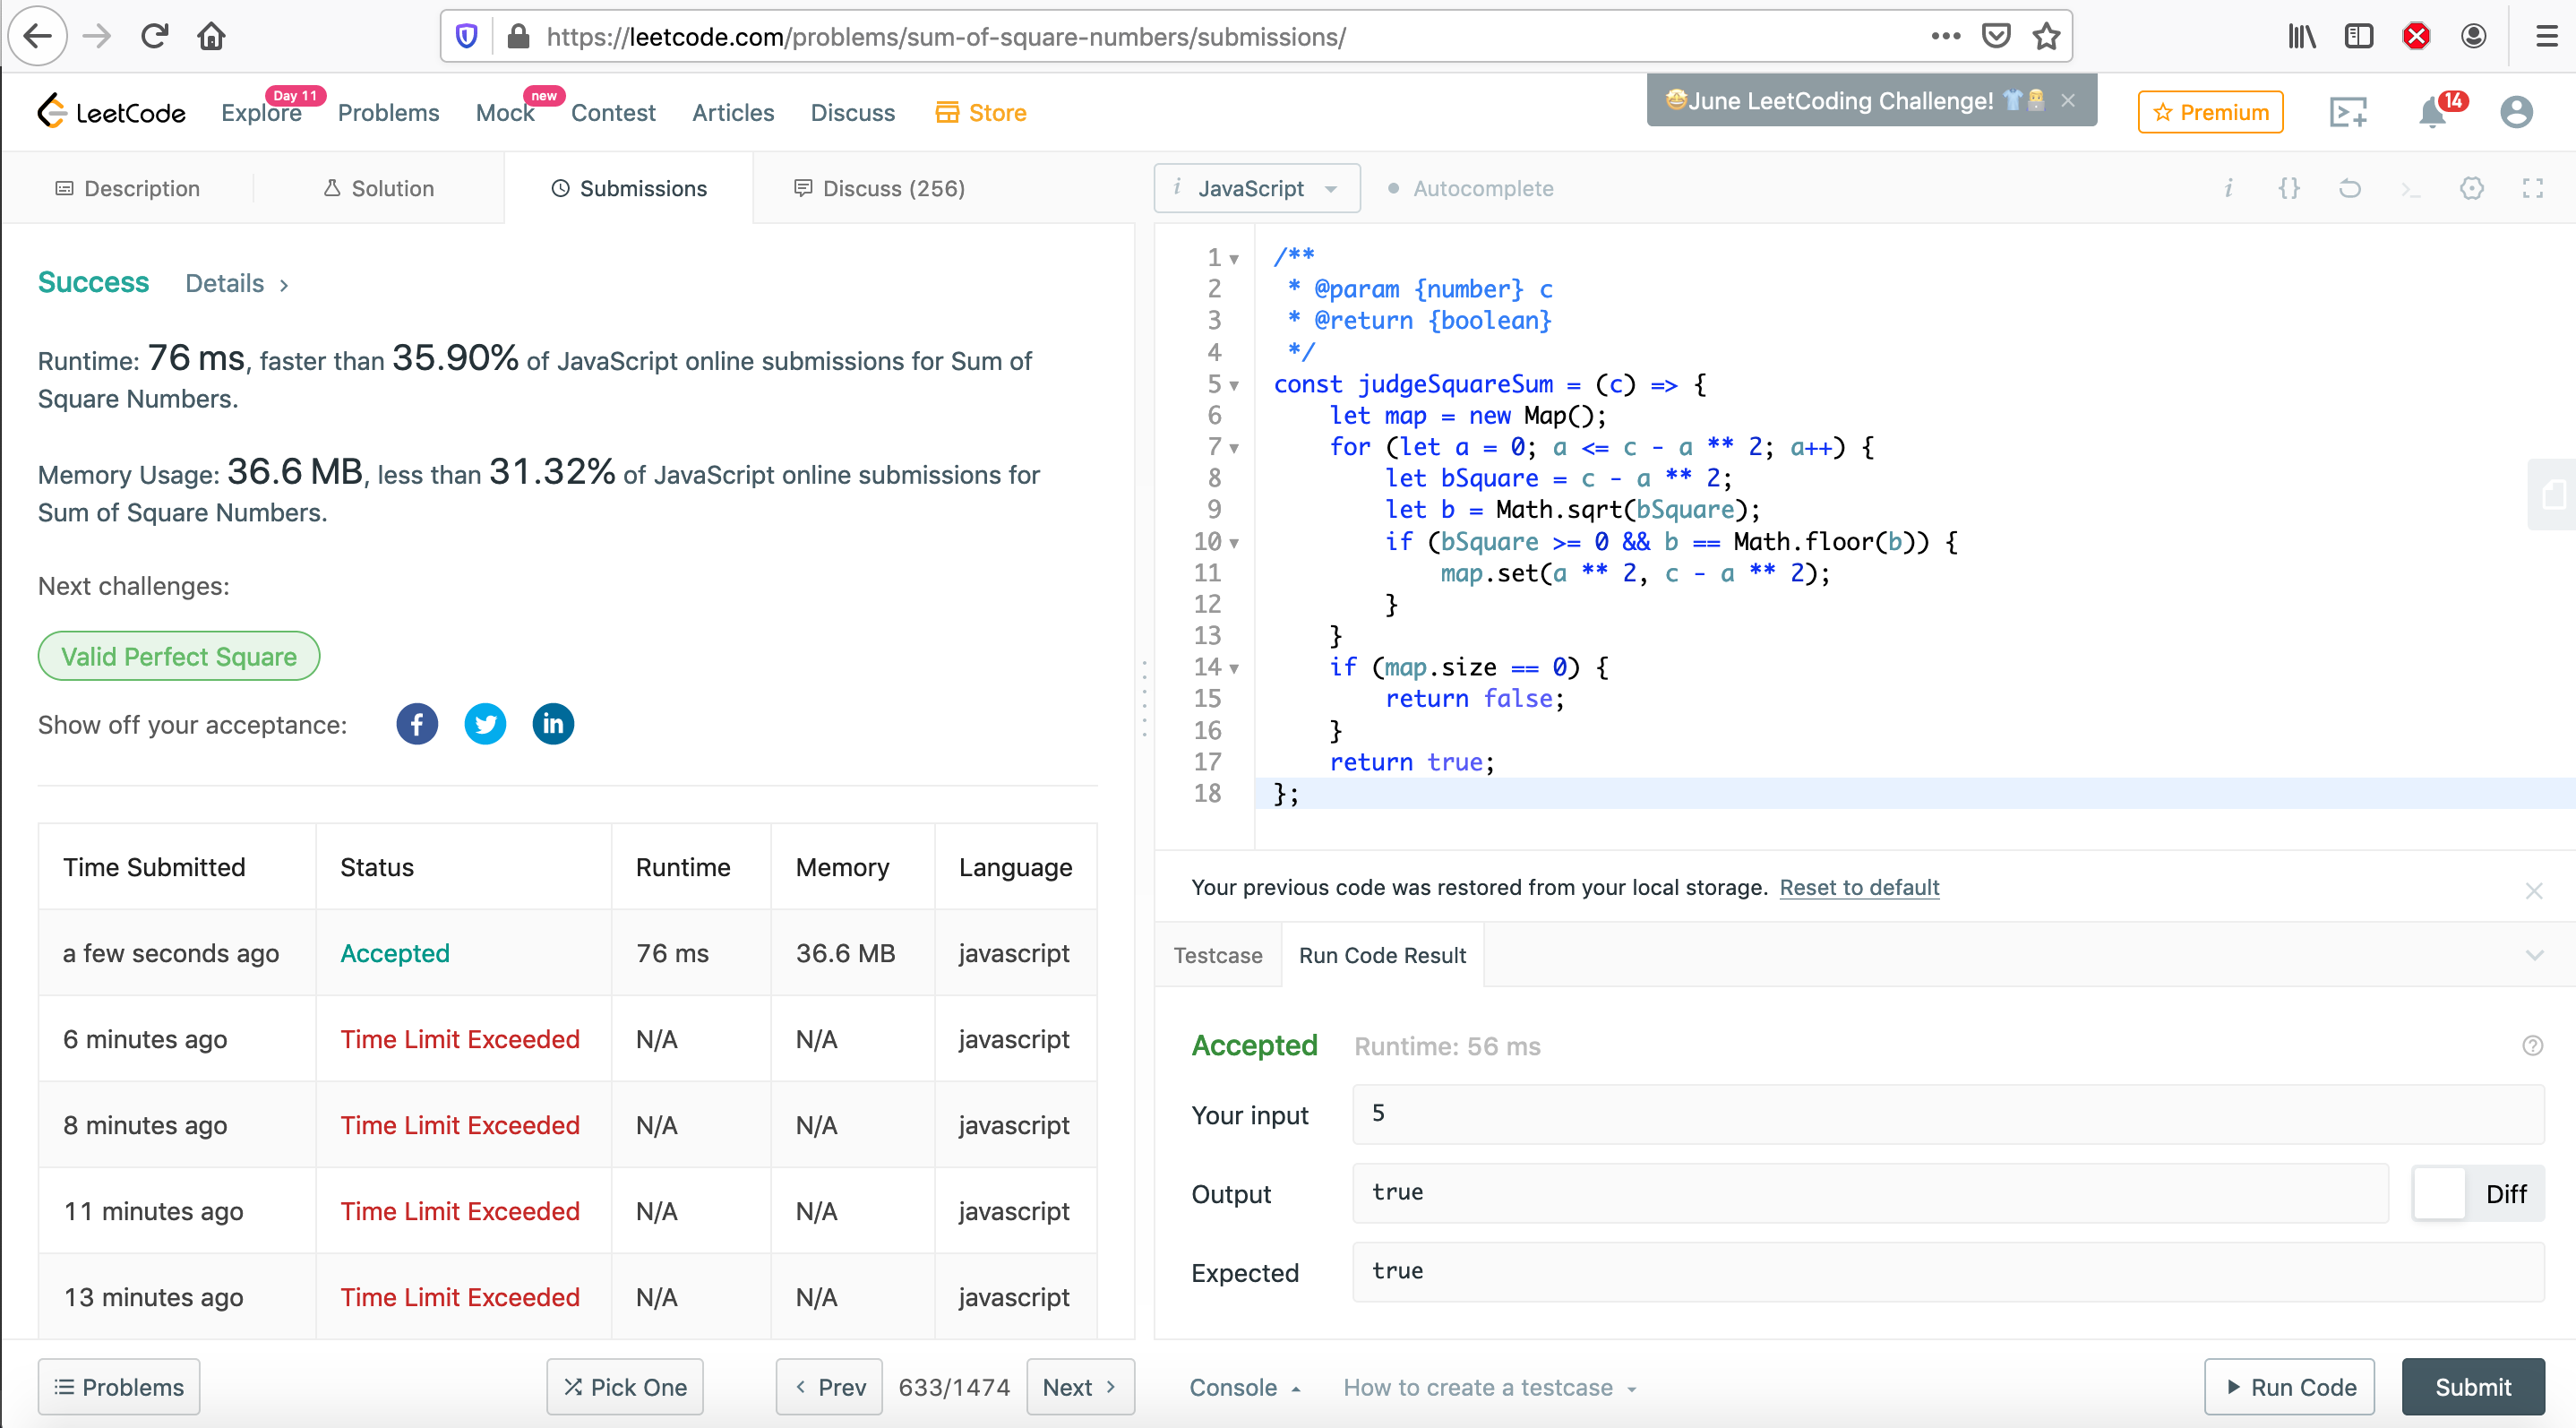 https://leetcode.com/problems/sum-of-square-numbers/submissions/
LeetCode
Explore
Day 11
Problems
Mock
new
Contest
Articles
Discuss
Store
🤩June LeetCoding Challenge! 👕
Premium
14
Description
Solution
Submissions
Discuss (256)
i JavaScript
Autocomplete
i {} >_
Success Details >
Runtime: 76 ms, faster than 35.90% of JavaScript online submissions for Sum of
Square Numbers.
Memory Usage: 36.6 MB, less than 31.32% of JavaScript online submissions for
Sum of Square Numbers.
Next challenges:
Valid Perfect Square
Show off your acceptance: f in
Time Submitted Status Runtime Memory Language
a few seconds ago Accepted 76 ms 36.6 MB javascript
6 minutes ago Time Limit Exceeded N/A N/A javascript
8 minutes ago Time Limit Exceeded N/A N/A javascript
11 minutes ago Time Limit Exceeded N/A N/A javascript
13 minutes ago Time Limit Exceeded N/A N/A javascript
Problems
Pick One
< Prev
633/1474
Next >
1 /**
2  * @param {number} c
3  * @return {boolean}
4  */
5 const judgeSquareSum = (c) => {
6     let map = new Map();
7     for (let a = 0; a <= c - a ** 2; a++) {
8         let bSquare = c - a ** 2;
9         let b = Math.sqrt(bSquare);
10         if (bSquare >= 0 && b == Math.floor(b)) {
11             map.set(a ** 2, c - a ** 2);
12         }
13     }
14     if (map.size == 0) {
15         return false;
16     }
17     return true;
18 };
Your previous code was restored from your local storage. Reset to default
Testcase
Run Code Result
Accepted Runtime: 56 ms
Your input 5
Output true Diff
Expected true
Console
How to create a testcase
Run Code
Submit